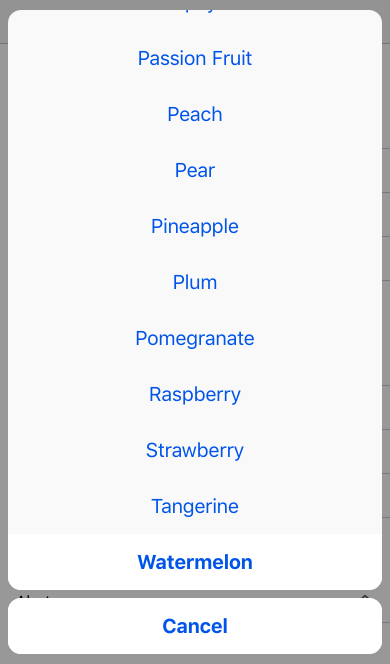 Passion Fruit
Peach
Pear
Pineapple
Plum
Pomegranate
Raspberry
Strawberry
Tangerine
Watermelon
Cancel